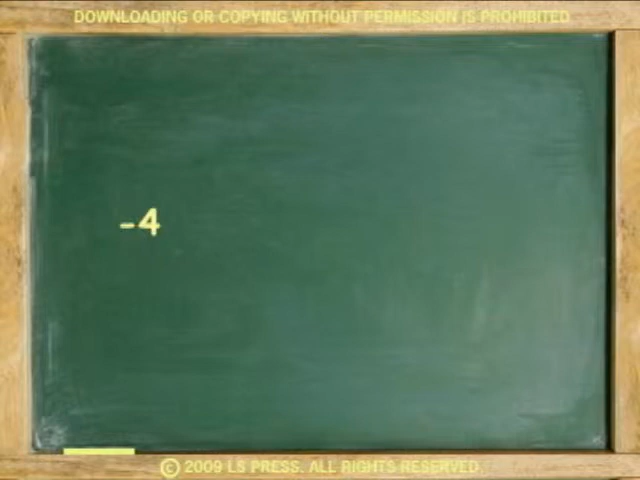 DOWNLOADING OR COPYING WITHOUT PERMISSION IS PROHIBITED
-4
© 2009 LS PRESS. ALL RIGHTS RESERVED.